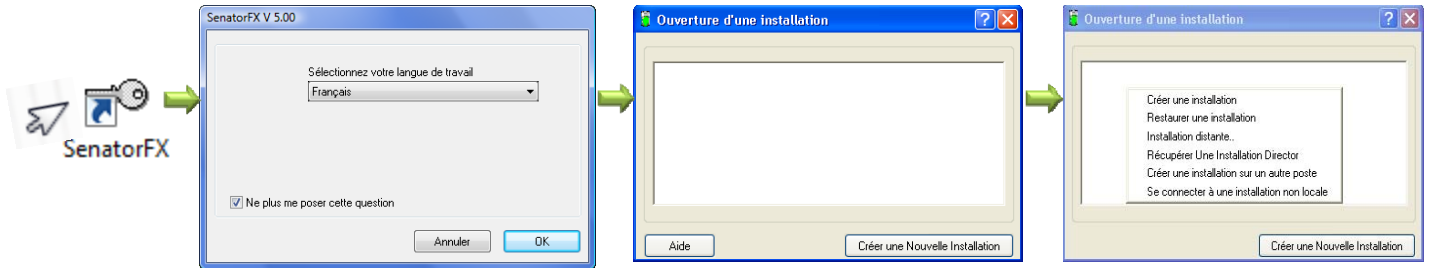 SenatorFX
SenatorFX V 5.00
Sélectionnez votre langue de travail
Français
Ne plus me poser cette question
Annuler
OK
Ouverture d'une installation
?
Aide
Créer une Nouvelle Installation
Ouverture d'une installation
?
Créer une installation
Restaurer une installation
Installation distante..
Récupérer Une Installation Director
Créer une installation sur un autre poste
Se connecter à une installation non locale
Créer une Nouvelle Installation